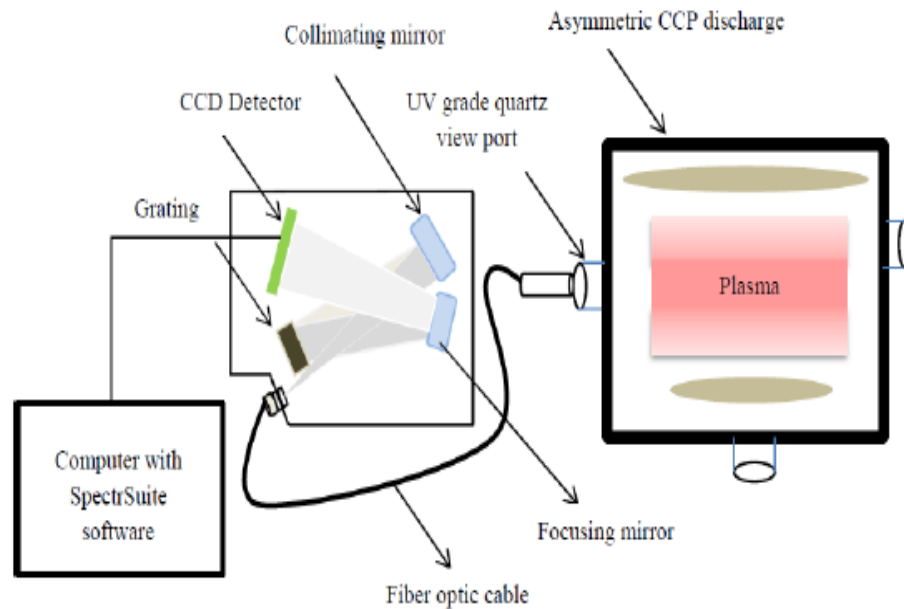 Asymmetric CCP discharge
Collimating mirror
UV grade quartz
view port
CCD Detector
Grating
Plasma
Computer with
SpectrSuite
software
Focusing mirror
Fiber optic cable